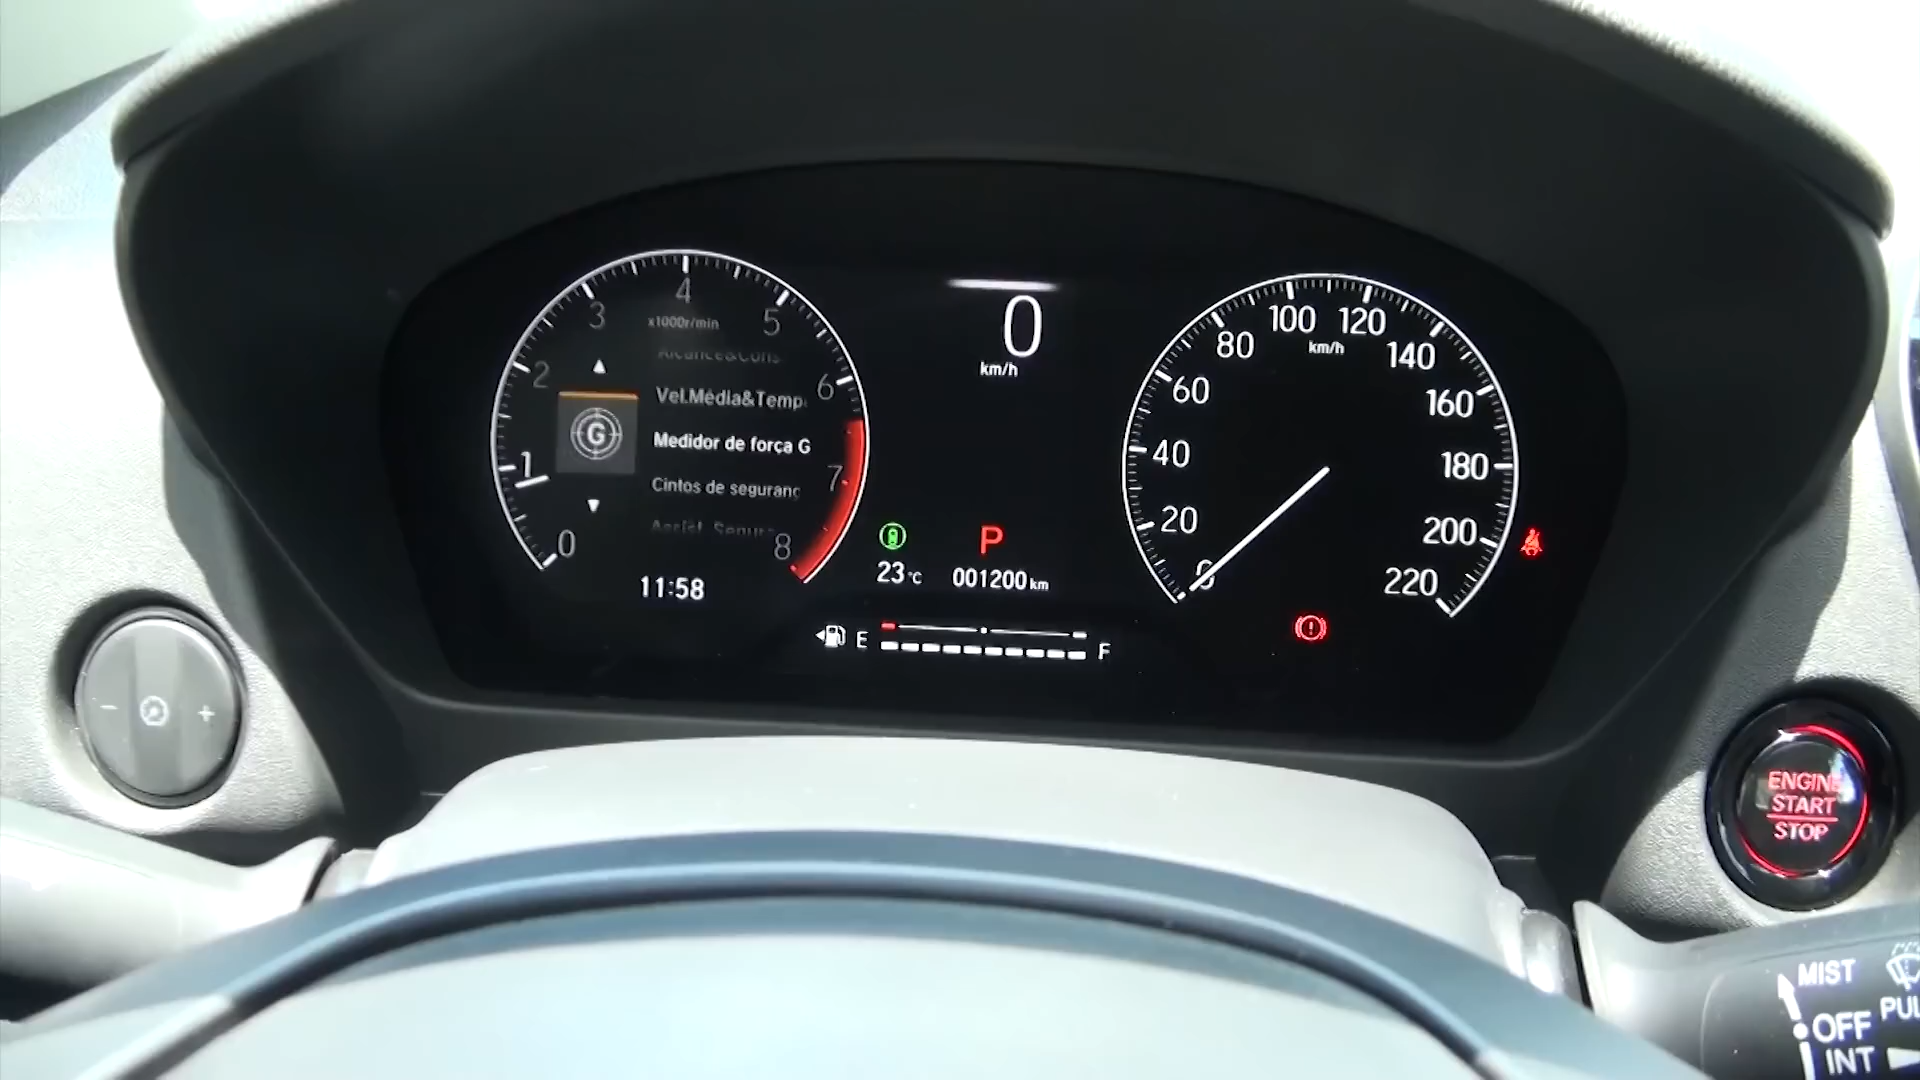 4
3
5
x1000r/min
2
6
Vel.Média&Temp
G
Medidor de força G
1
7
Cintos de seguranç
0
8
11:58
0
km/h
P
23°C
001200 km
E
F
100
120
80
km/h
140
60
160
40
180
20
200
0
220
- +
ENGINE
START
STOP
MIST
OFF
INT